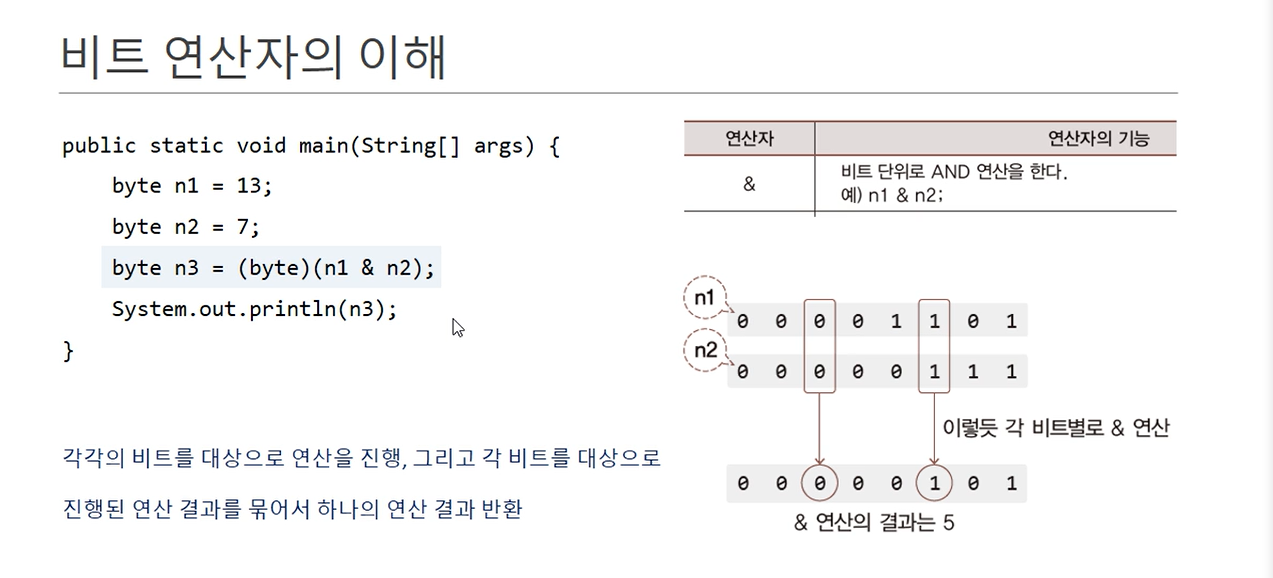 비트 연산자의 이해
public static void main(String[] args) {
byte n1 = 13;
byte n2 = 7;
byte n3 = (byte)(n1 & n2);
System.out.println(n3);
}
각각의 비트를 대상으로 연산을 진행, 그리고 각 비트를 대상으로
진행된 연산 결과를 묶어서 하나의 연산 결과 반환
연산자 연산자의 기능
& 비트 단위로 AND 연산을 한다.
예) n1 & n2;
n1
0 0 0 0 1 1 0 1
n2
0 0 0 0 0 1 1 1
이렇듯 각 비트별로 & 연산
0 0 0 0 0 1 0 1
& 연산의 결과는 5